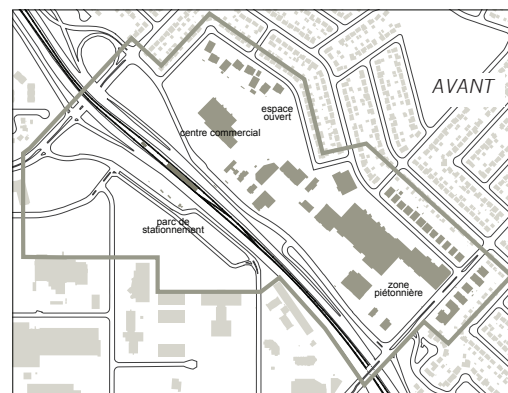 AVANT
espace
ouvert
centre commercial
parc de
stationnement
zone
piétonnière